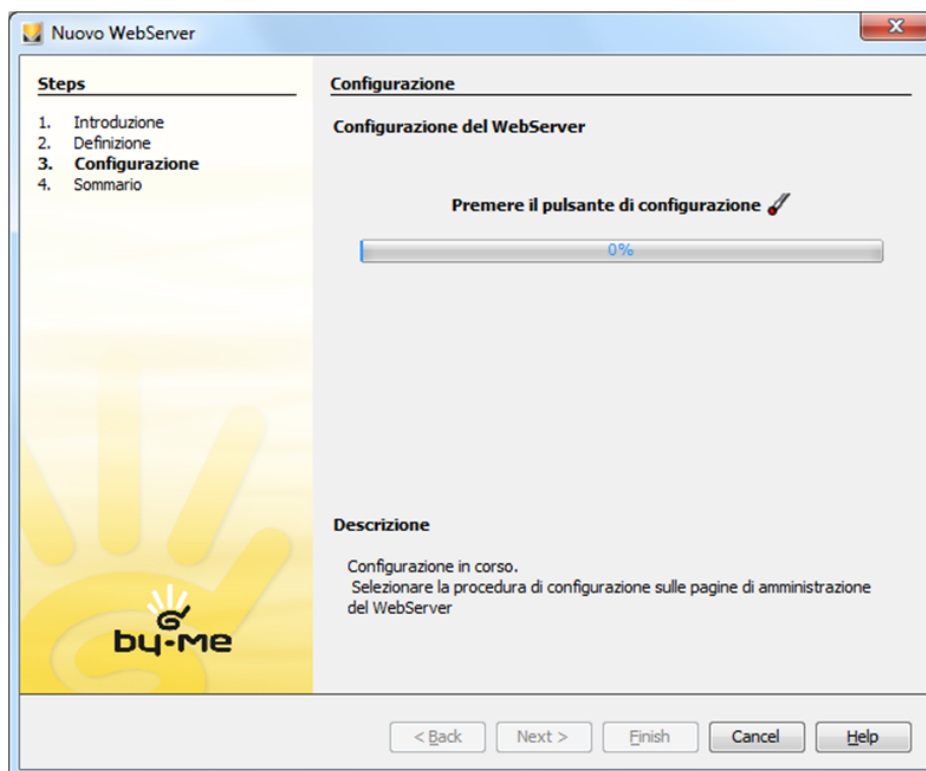 Nuovo WebServer
Steps
1. Introduzione
2. Definizione
3. Configurazione
4. Sommario
Configurazione
Configurazione del WebServer
Premere il pulsante di configurazione
0%
Descrizione
Configurazione in corso.
Selezionare la procedura di configurazione sulle pagine di amministrazione
del WebServer
by-me
< Back
Next >
Finish
Cancel
Help